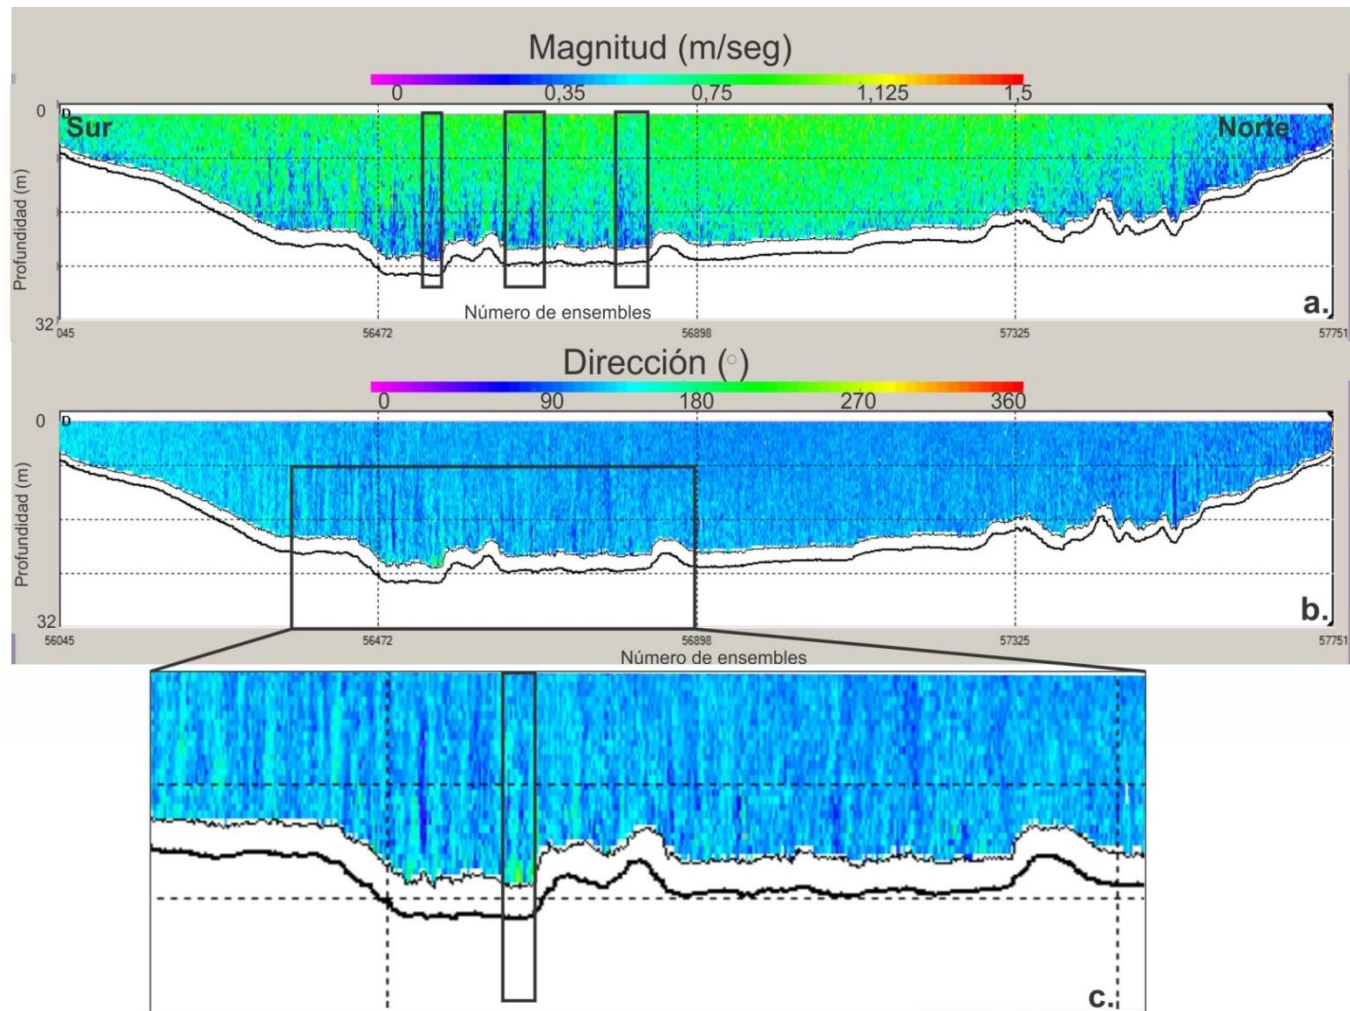 Magnitud (m/seg)
0 0,35 0,75 1,125 1,5
0
D
Sur
Norte
Profundidad (m)
Número de ensembles
a.
32
045 56472 56898 57325 57751
Dirección (○)
0 90 180 270 360
0
D
Profundidad (m)
b.
32
56045 56472 56898 57325 57751
Número de ensembles
c.